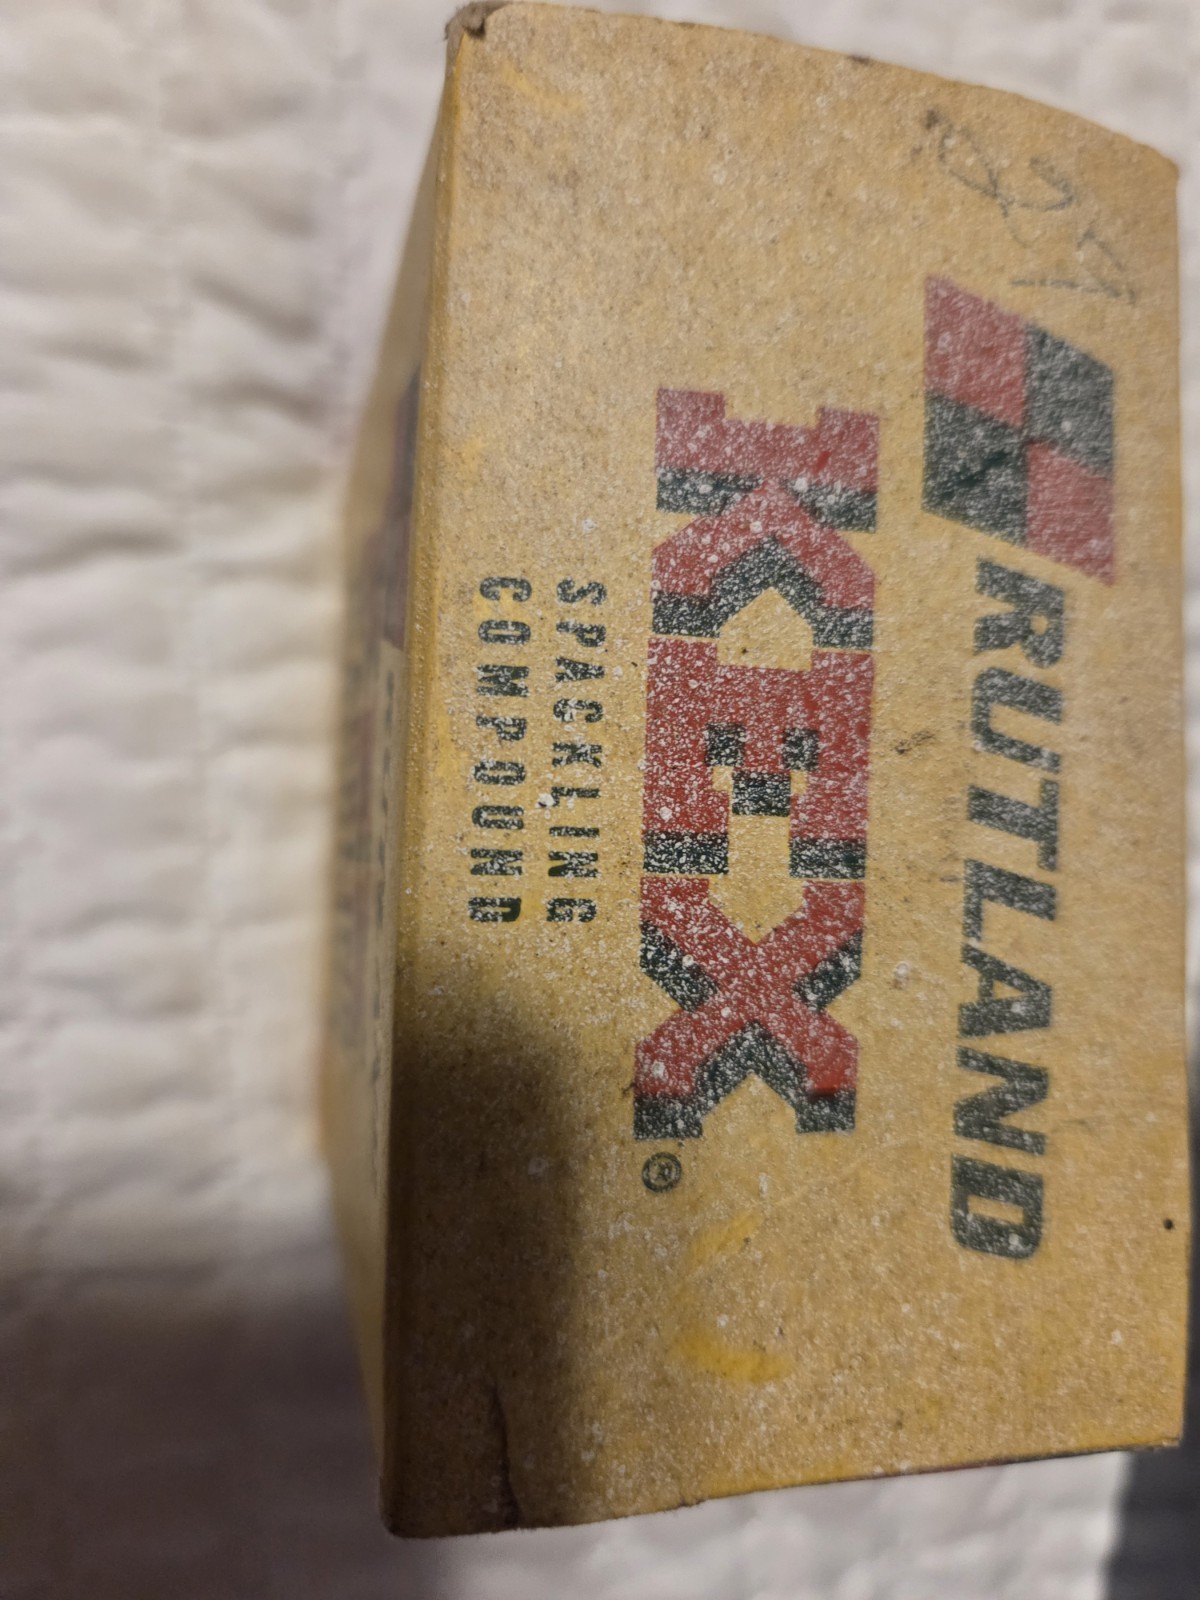 RUTLAND
KEX®
SPACKLING
COMPOUND